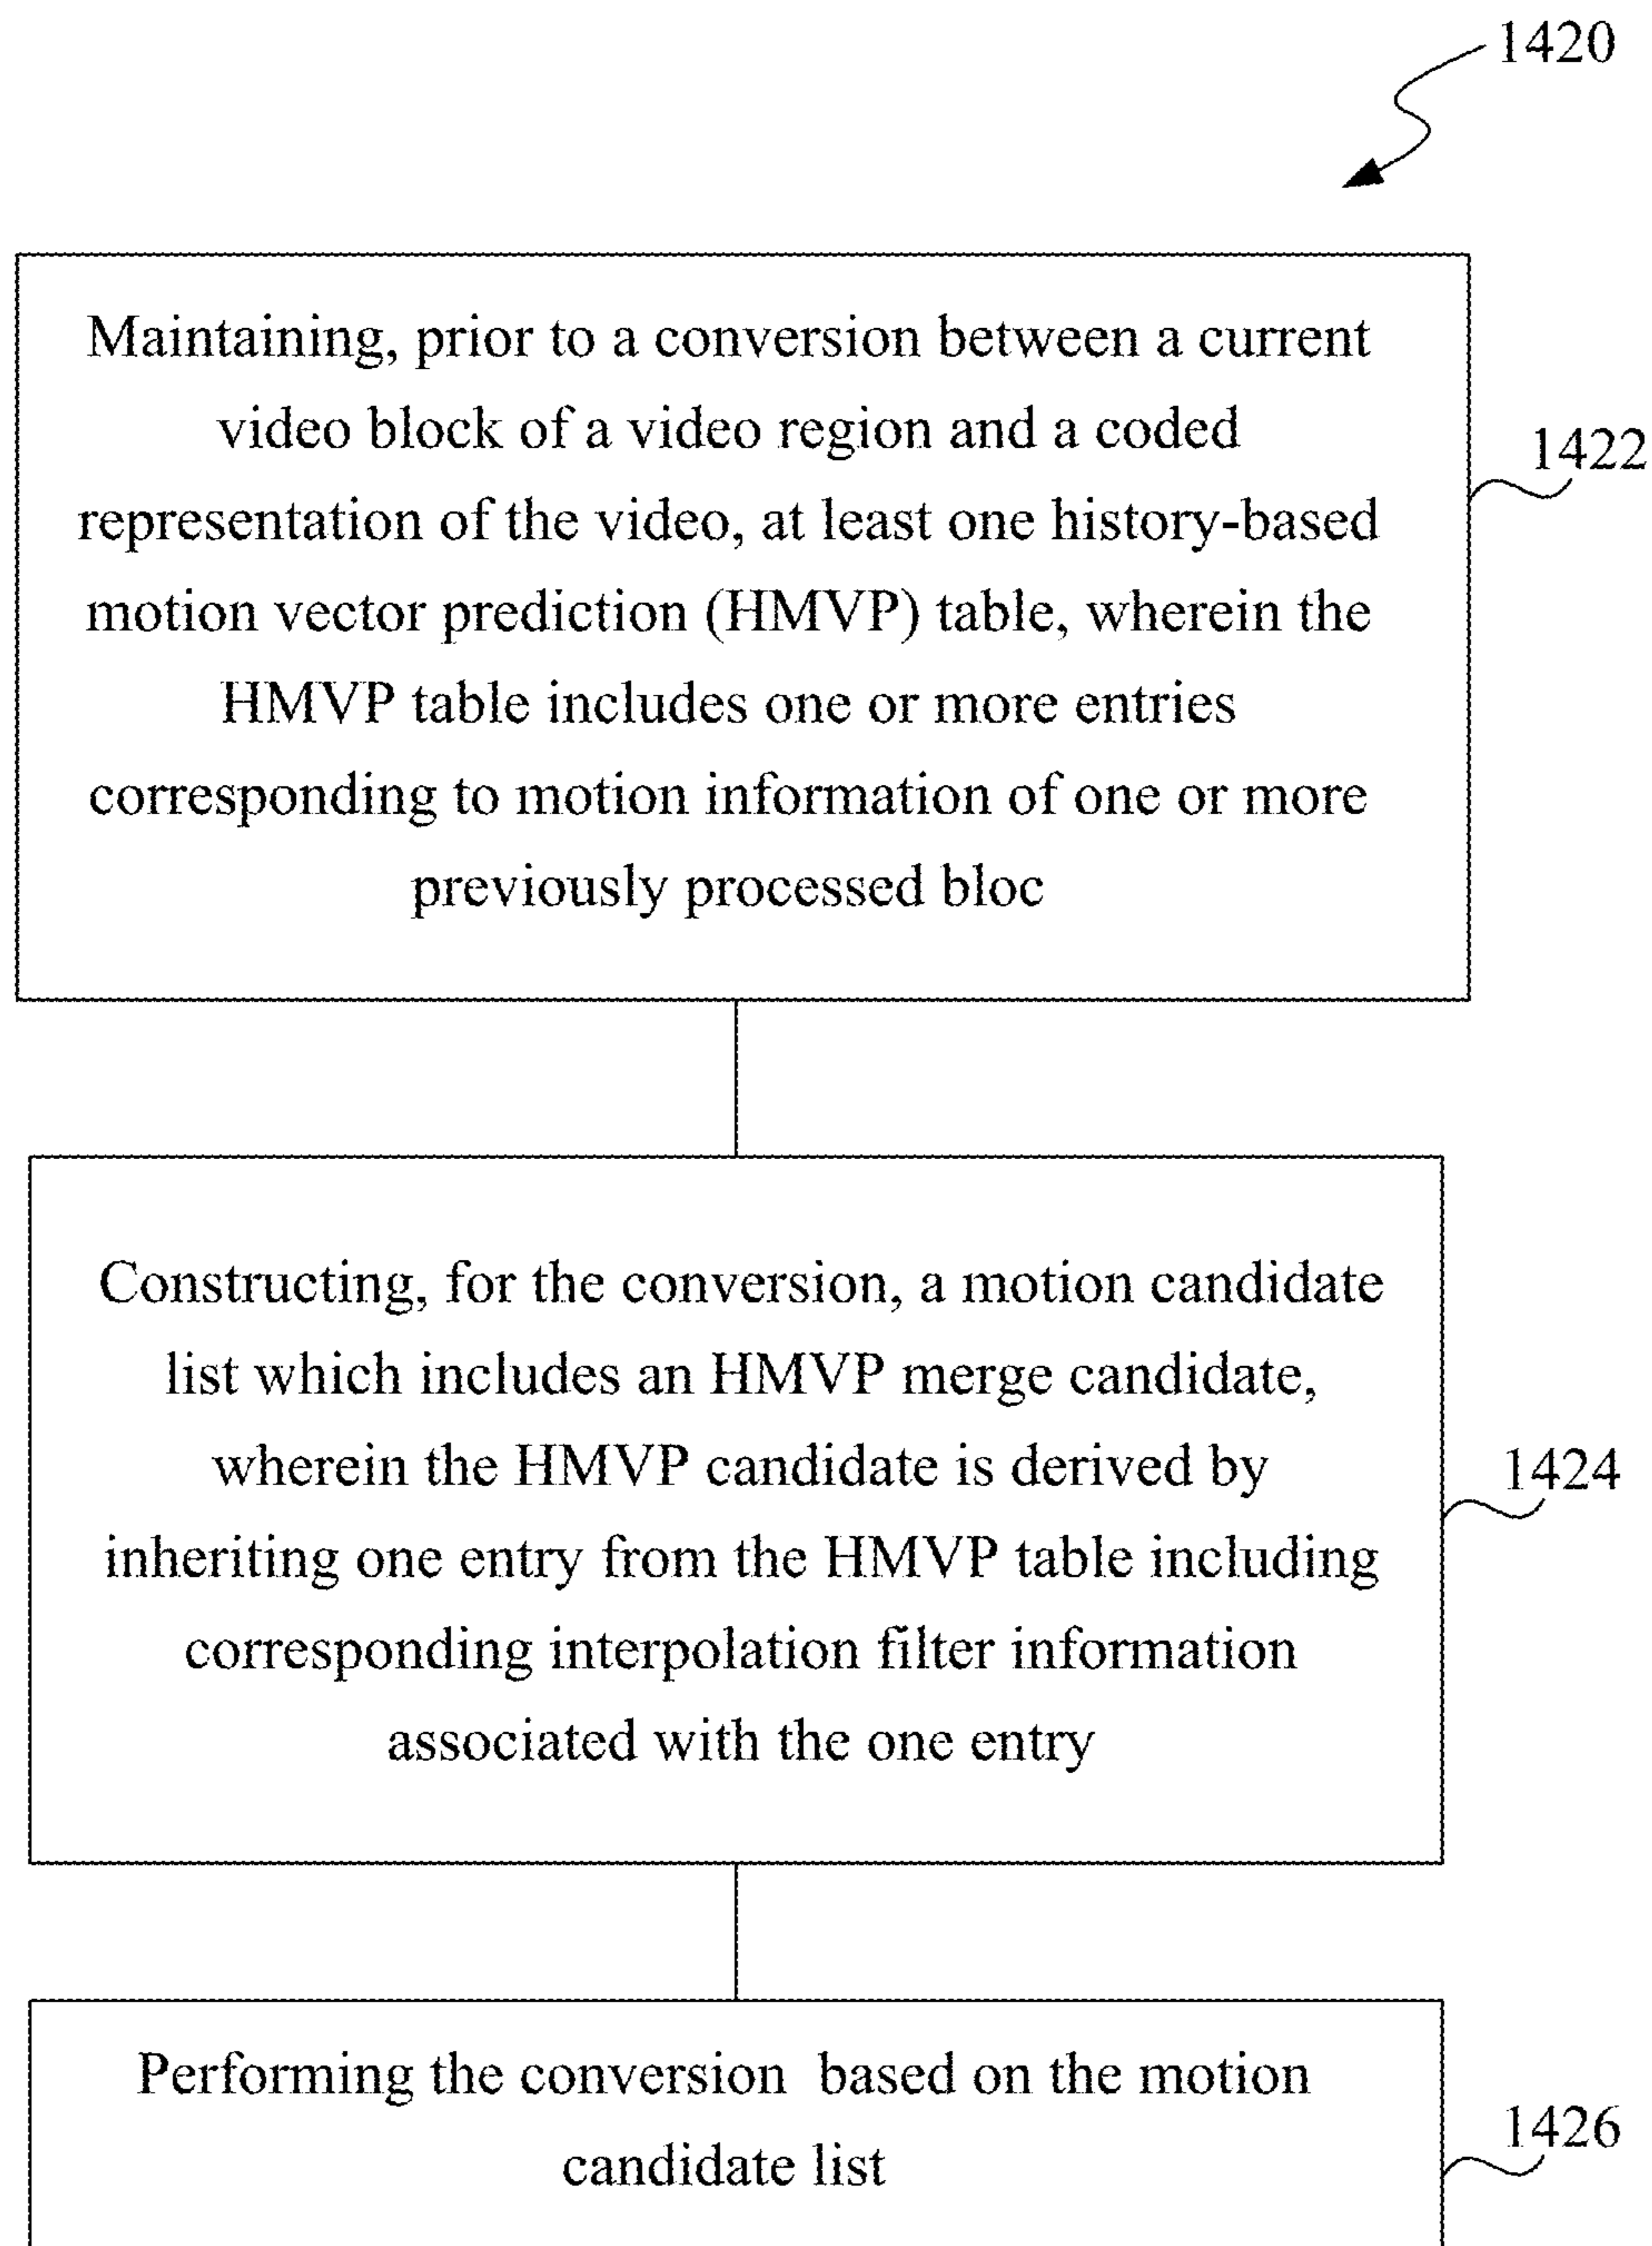 1420
Maintaining, prior to a conversion between a current
video block of a video region and a coded
representation of the video, at least one history-based
motion vector prediction (HMVP) table, wherein the
HMVP table includes one or more entries
corresponding to motion information of one or more
previously processed bloc
1422
Constructing, for the conversion, a motion candidate
list which includes an HMVP merge candidate,
wherein the HMVP candidate is derived by
inheriting one entry from the HMVP table including
corresponding interpolation filter information
associated with the one entry
1424
Performing the conversion based on the motion
candidate list
1426